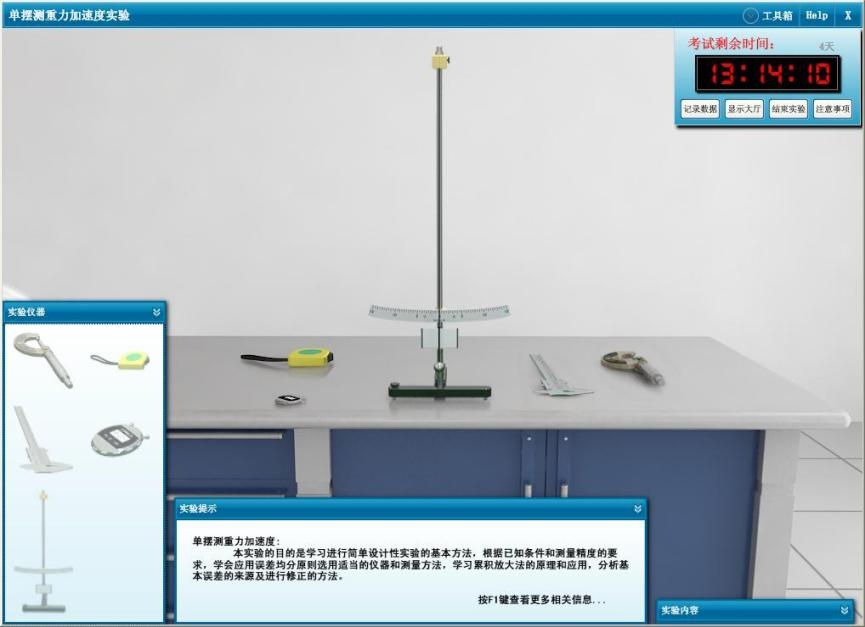 单摆测重力加速度实验
工具箱 Help X
考试剩余时间:
4天
13:14:10
记录数据 显示大厅 结束实验 注意事项
实验仪器
实验提示
单摆测重力加速度:
本实验的目的是学习进行简单设计性实验的基本方法，根据已知条件和测量精度的要
求，学会应用误差均分原则选用适当的仪器和测量方法，学习累积放大法的原理和应用，分析基
本误差的来源及进行修正的方法。
按F1键查看更多相关信息...
实验内容